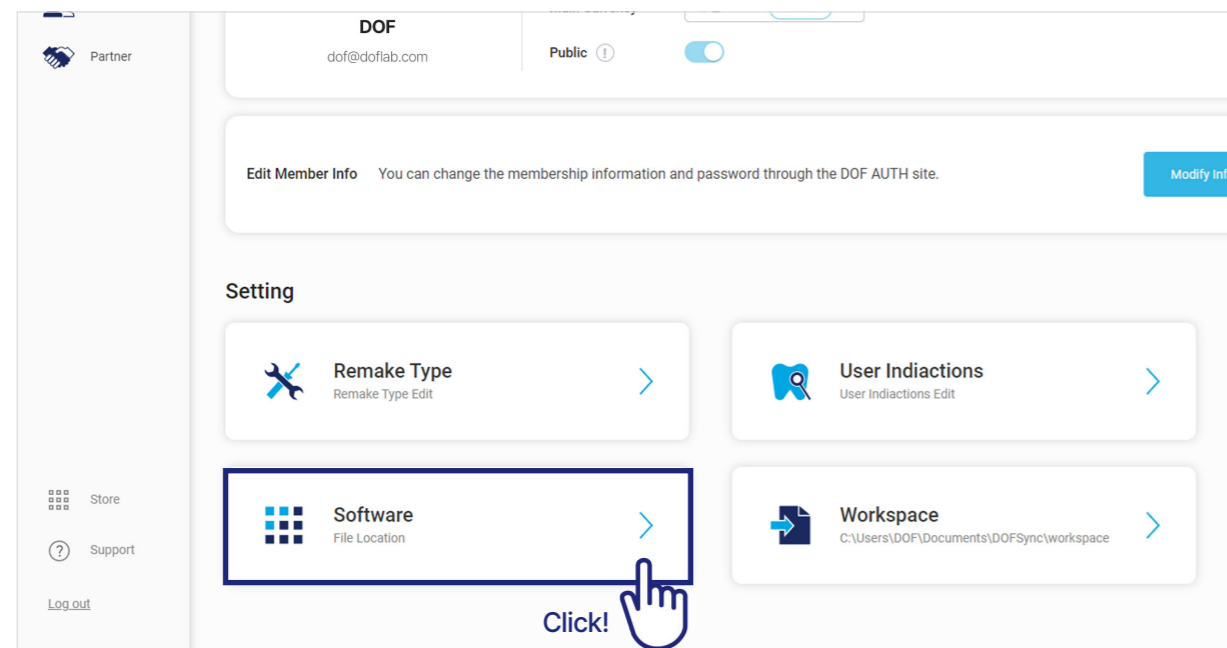 DOF
Partner
dof@doflab.com
Public
Edit Member Info You can change the membership information and password through the DOF AUTH site.
Modify Inf
Setting
Remake Type
Remake Type Edit
User Indiactions
User Indiactions Edit
Software
File Location
Workspace
C:\Users\DOF\Documents\DOFSync\workspace
Store
Support
Log out
Click!